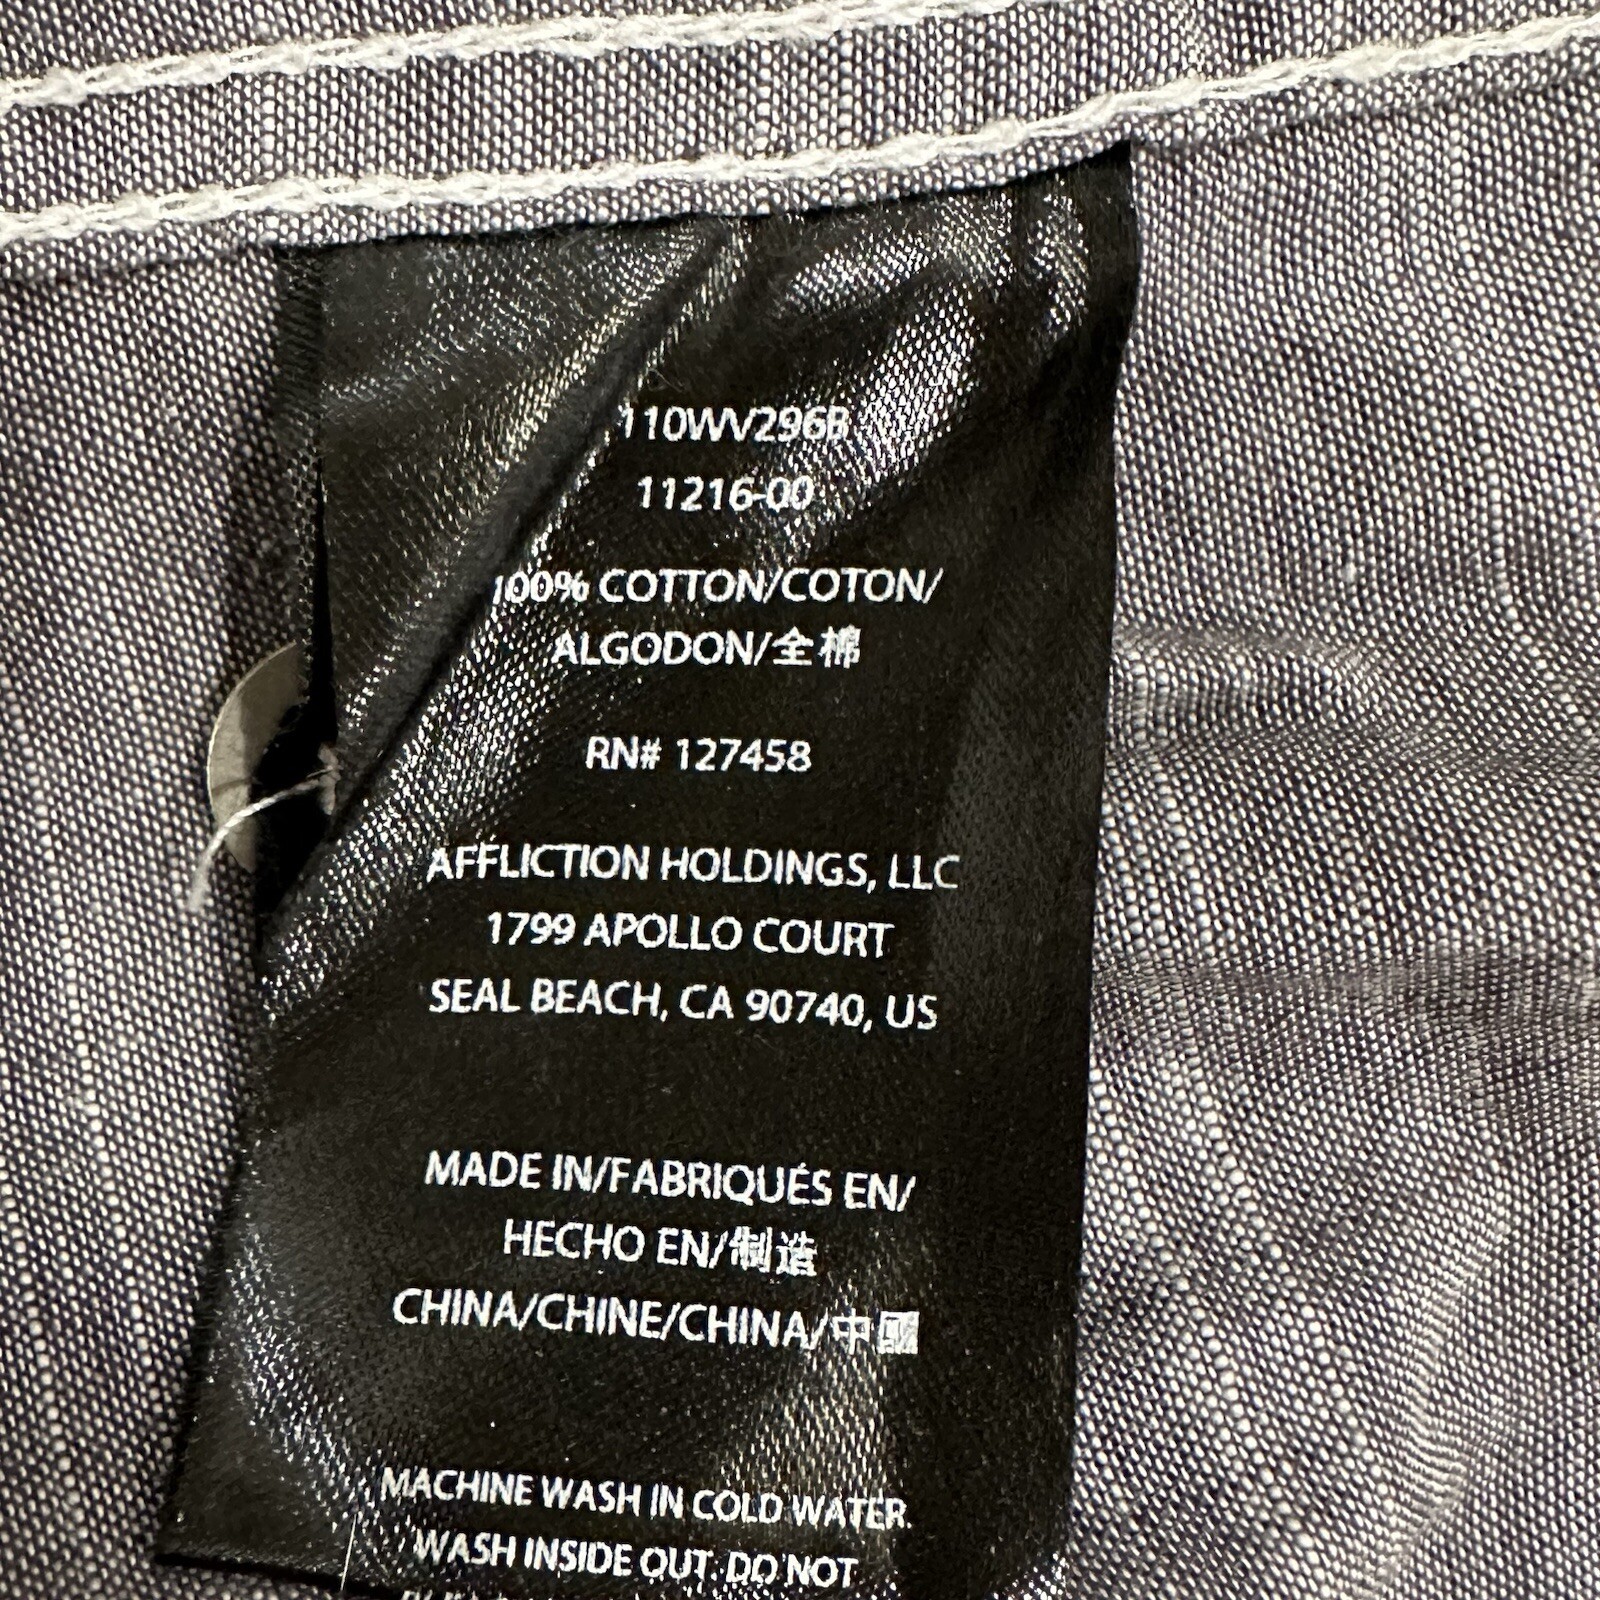 110WV296B
11216-00
100% COTTON/COTON/
ALGODON/全棉
RN# 127458
AFFLICTION HOLDINGS, LLC
1799 APOLLO COURT
SEAL BEACH, CA 90740, US
MADE IN/FABRIQUÉS EN/
HECHO EN/制造
CHINA/CHINE/CHINA/中國
MACHINE WASH IN COLD WATER.
WASH INSIDE OUT. DO NOT